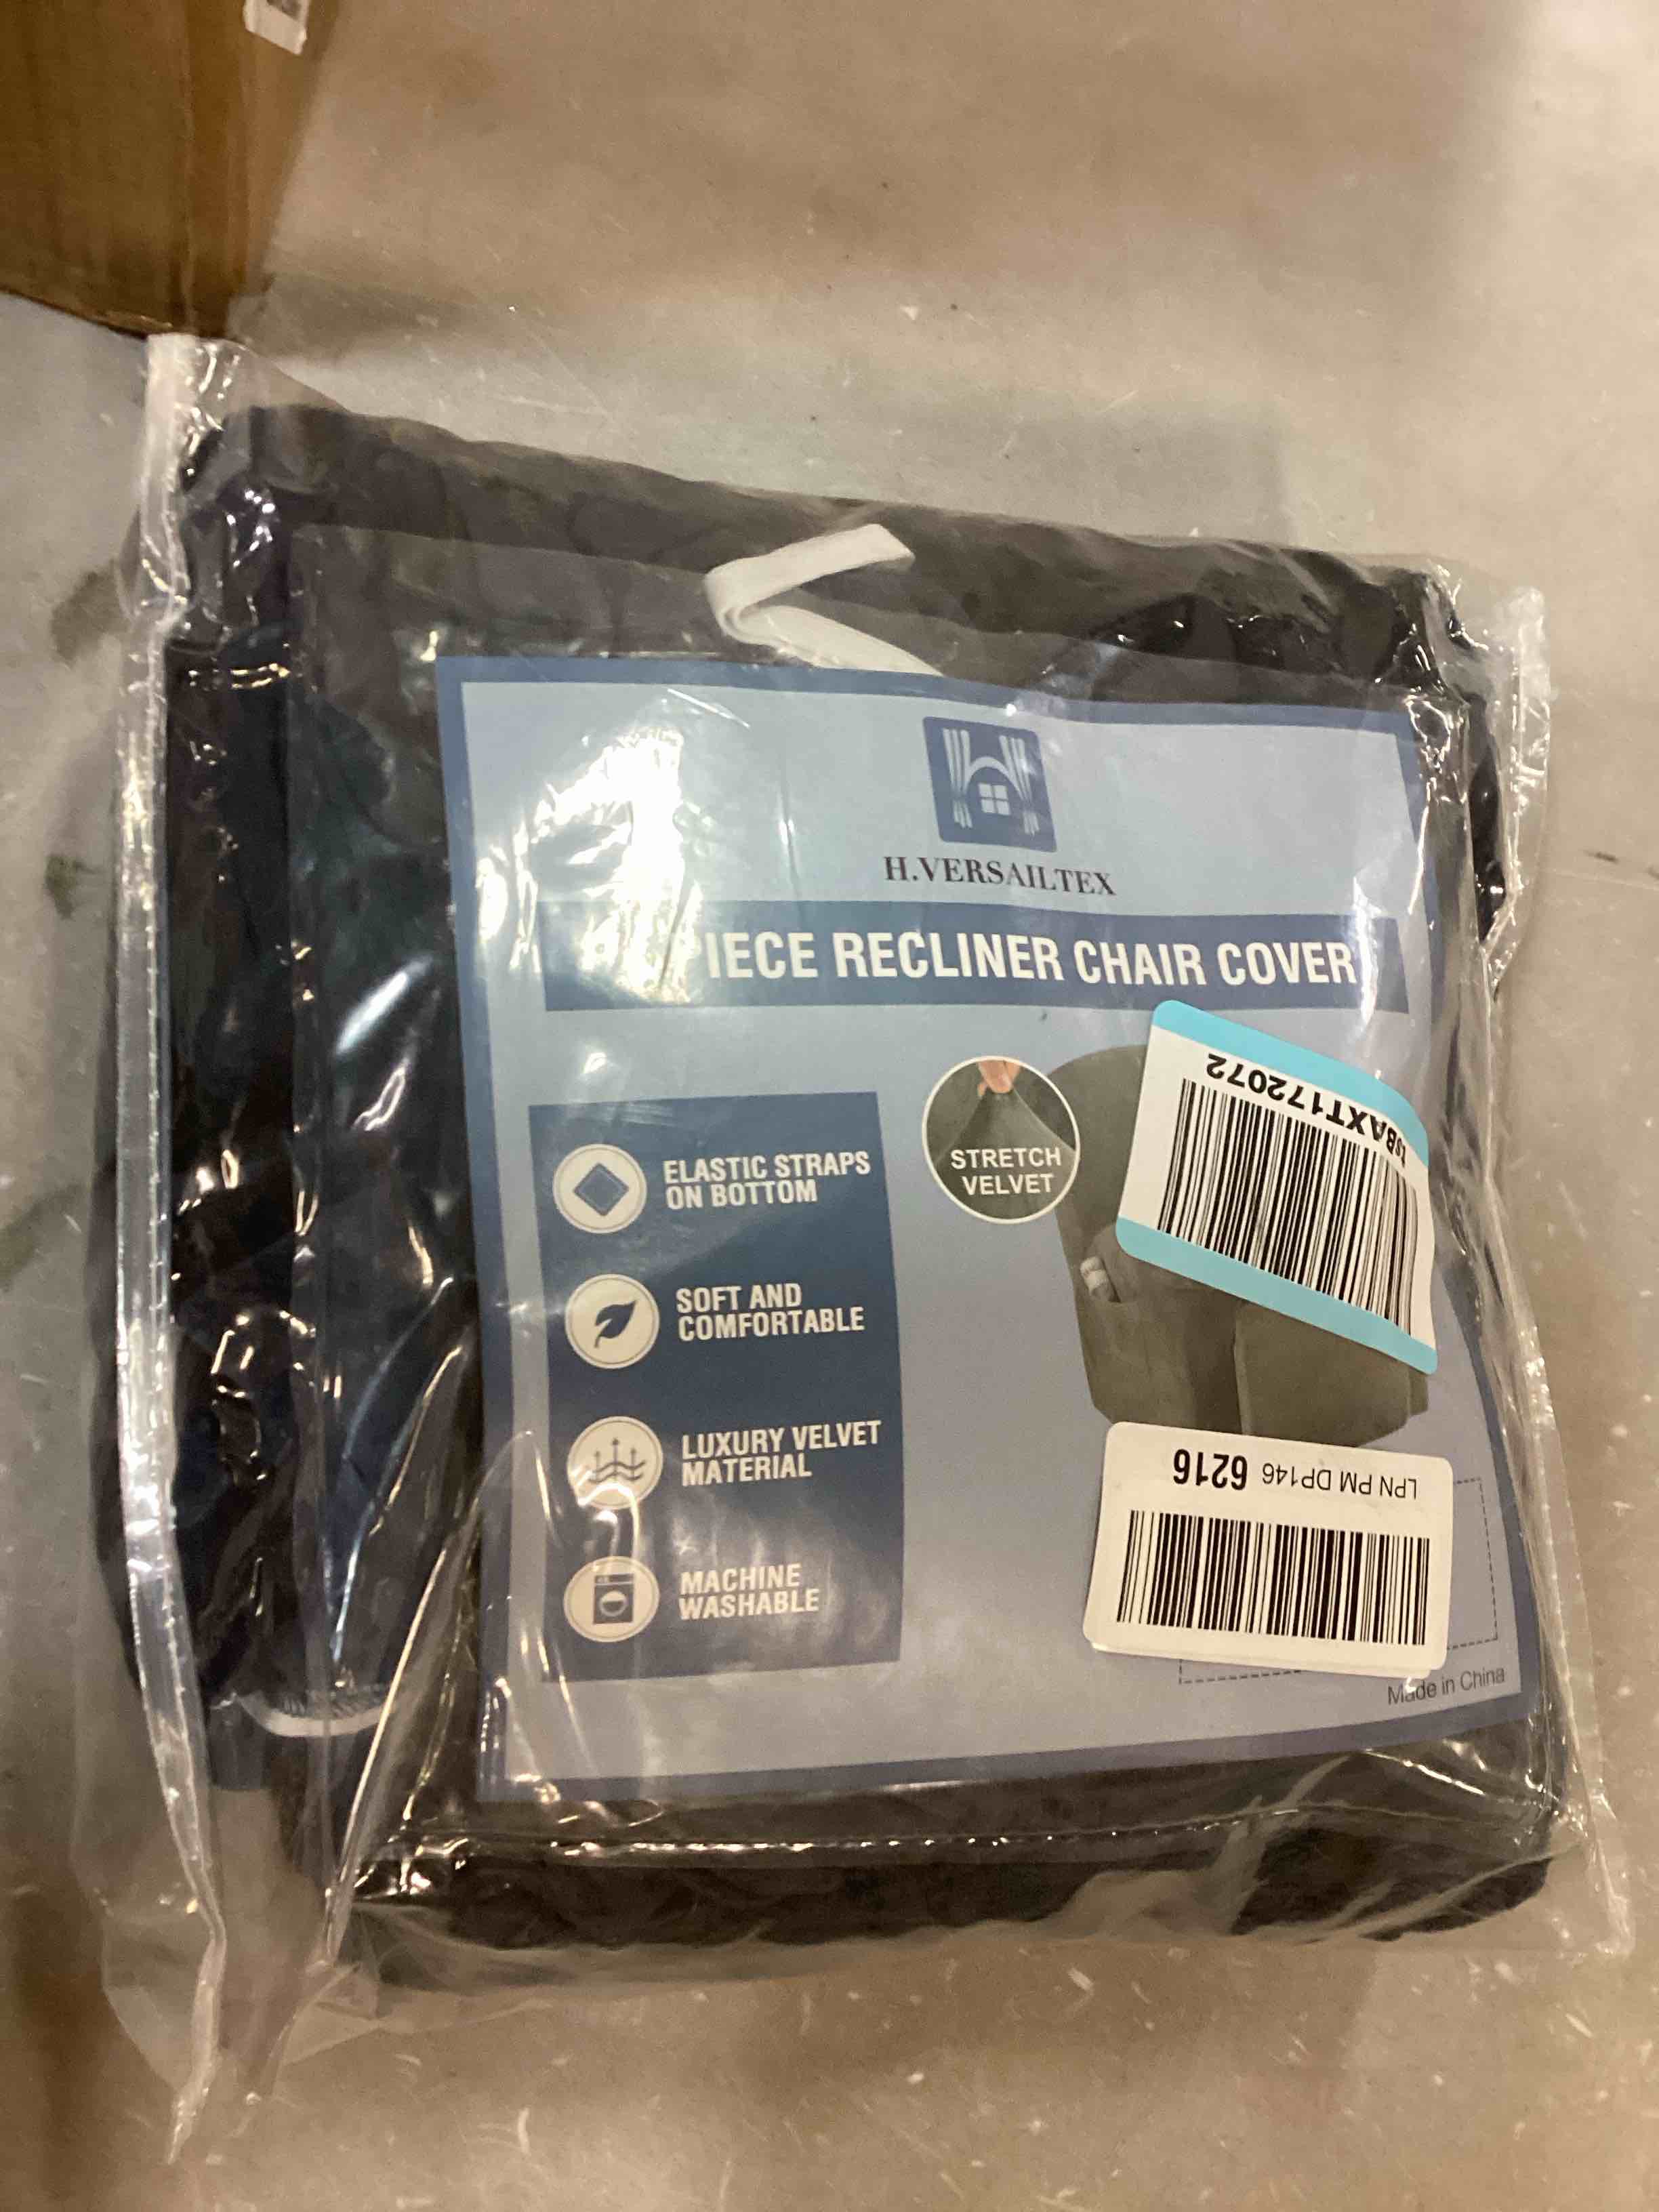 H.VERSAILTEX
IECE RECLINER CHAIR COVER
STRETCH
VELVET
ELASTIC STRAPS
ON BOTTOM
SOFT AND
COMFORTABLE
LUXURY VELVET
MATERIAL
MACHINE
WASHABLE
LPN PM DP146 6216
Made in China